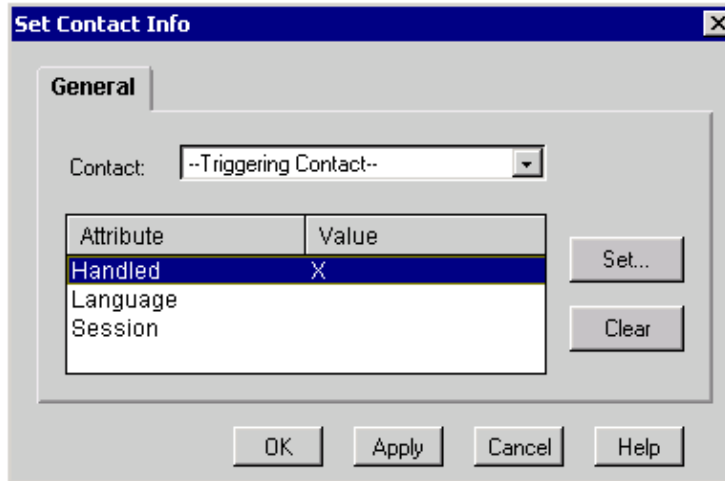 Set Contact Info
General
Contact: --Triggering Contact--
Attribute Value
Handled X
Set...
Language
Session
Clear
OK Apply Cancel Help